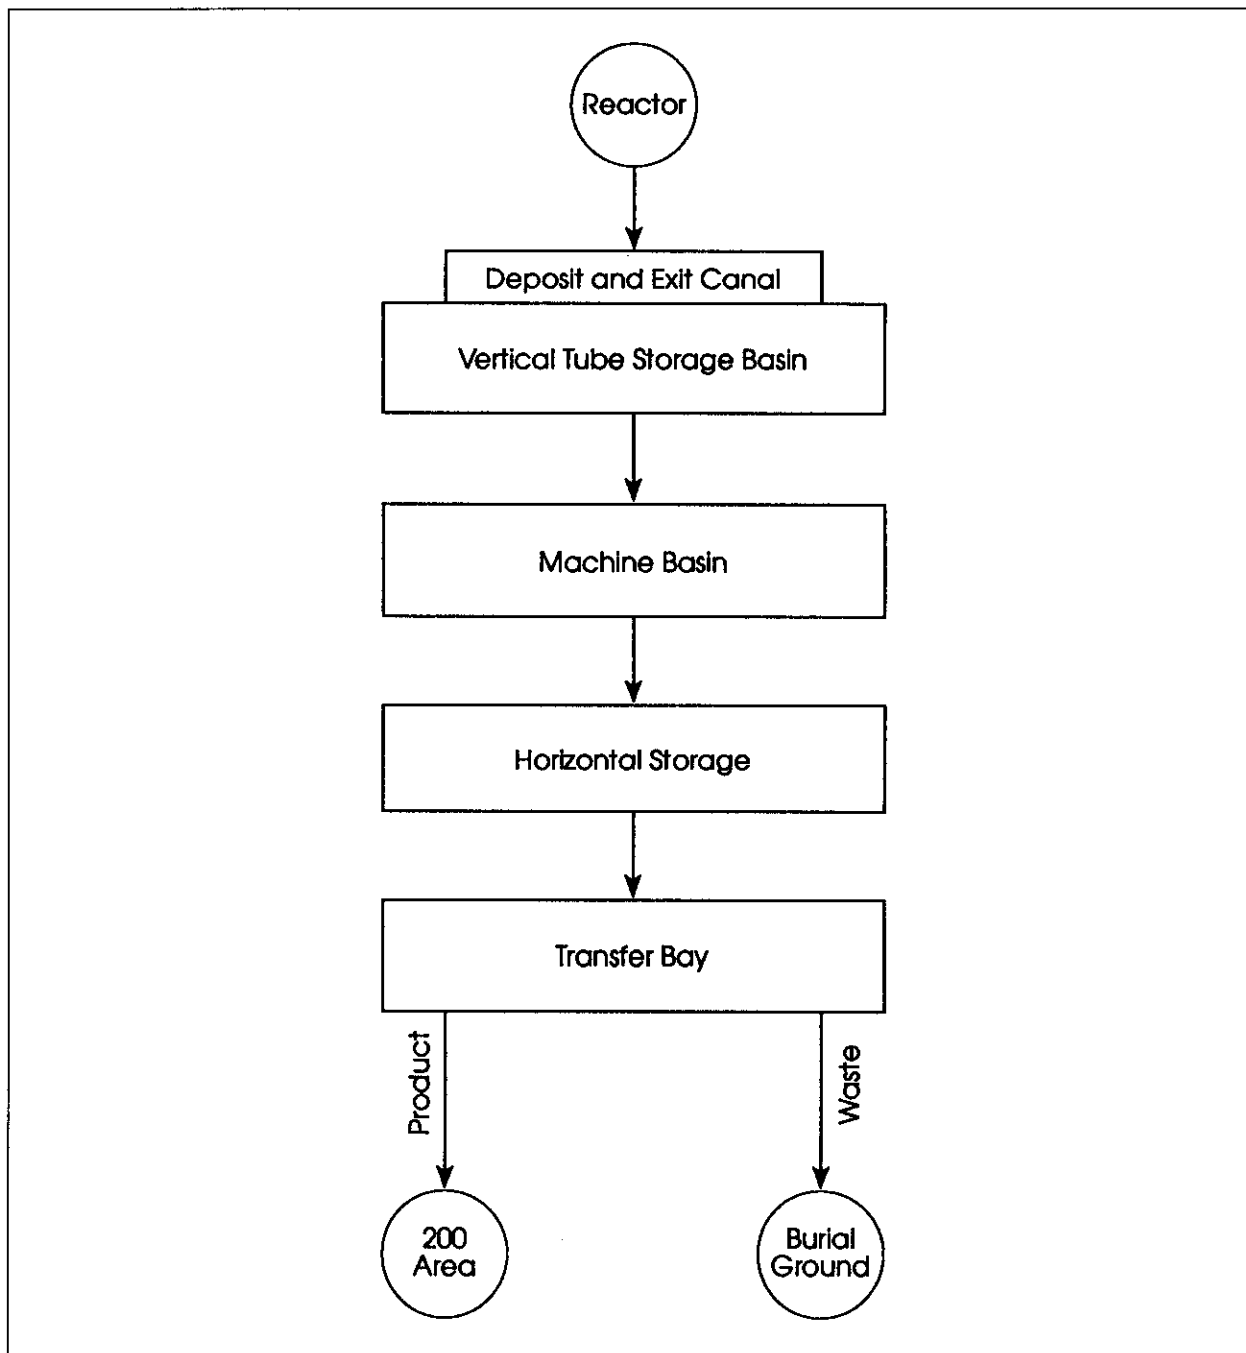 Reactor
Deposit and Exit Canal
Vertical Tube Storage Basin
Machine Basin
Horizontal Storage
Transfer Bay
Product
Waste
200
Area
Burial
Ground